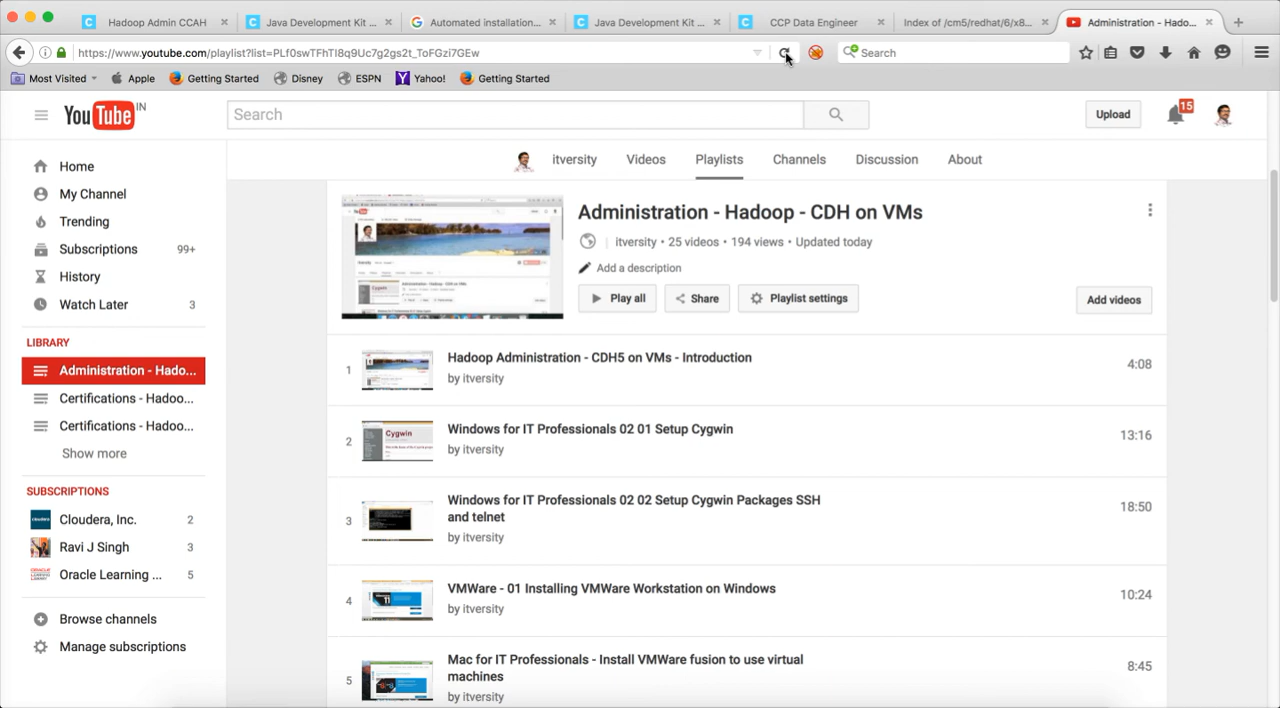 Hadoop Admin CCAH
Java Development Kit ...
Automated installation...
Java Development Kit ...
CCP Data Engineer
Index of /cm5/redhat/6/x8...
Administration - Hado...
https://www.youtube.com/playlist?list=PLf0swTFhTI8q9Uc7g2gs2t_ToFGzi7GEw
Search
Most Visited
Apple
Getting Started
Disney
ESPN
Yahoo!
Getting Started
YouTube IN
Search
Upload
15
Home
My Channel
Trending
Subscriptions 99+
History
Watch Later 3
LIBRARY
Administration - Hado...
Certifications - Hadoo...
Certifications - Hadoo...
Show more
SUBSCRIPTIONS
Cloudera, Inc. 2
Ravi J Singh 3
Oracle Learning ... 5
Browse channels
Manage subscriptions
itversity
Videos
Playlists
Channels
Discussion
About
Administration - Hadoop - CDH on VMs
itversity • 25 videos • 194 views • Updated today
Add a description
Play all
Share
Playlist settings
Add videos
1
Hadoop Administration - CDH5 on VMs - Introduction
by itversity
4:08
2
Cygwin
Windows for IT Professionals 02 01 Setup Cygwin
by itversity
13:16
3
Windows for IT Professionals 02 02 Setup Cygwin Packages SSH
and telnet
by itversity
18:50
4
VMWare - 01 Installing VMWare Workstation on Windows
by itversity
10:24
5
Mac for IT Professionals - Install VMWare fusion to use virtual
machines
by itversity
8:45